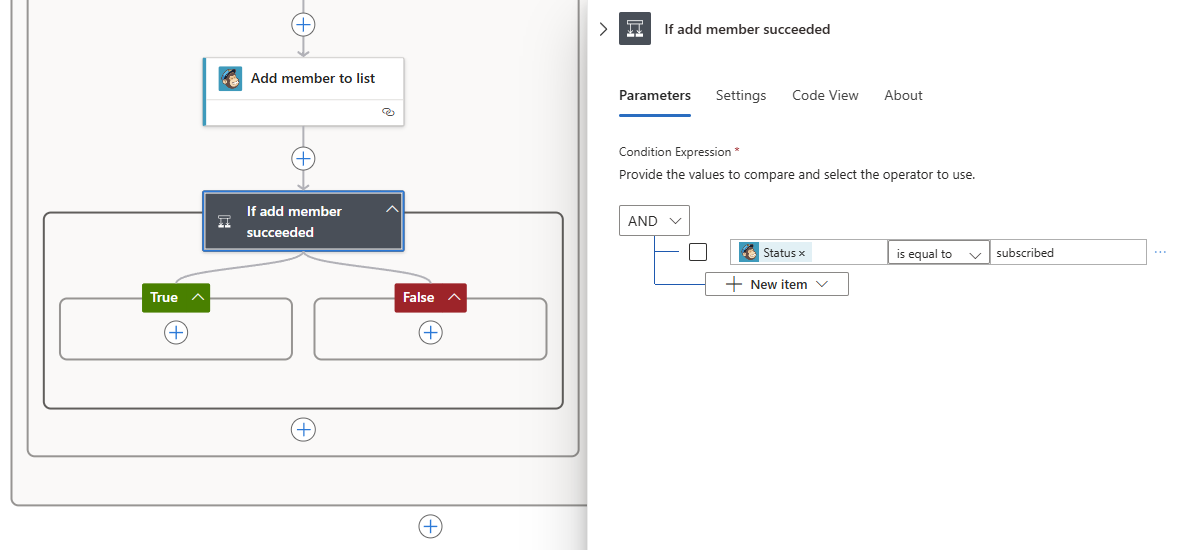 Add member to list
If add member
succeeded
True
False
If add member succeeded
Parameters Settings Code View About
Condition Expression *
Provide the values to compare and select the operator to use.
AND
Status × is equal to subscribed ...
New item